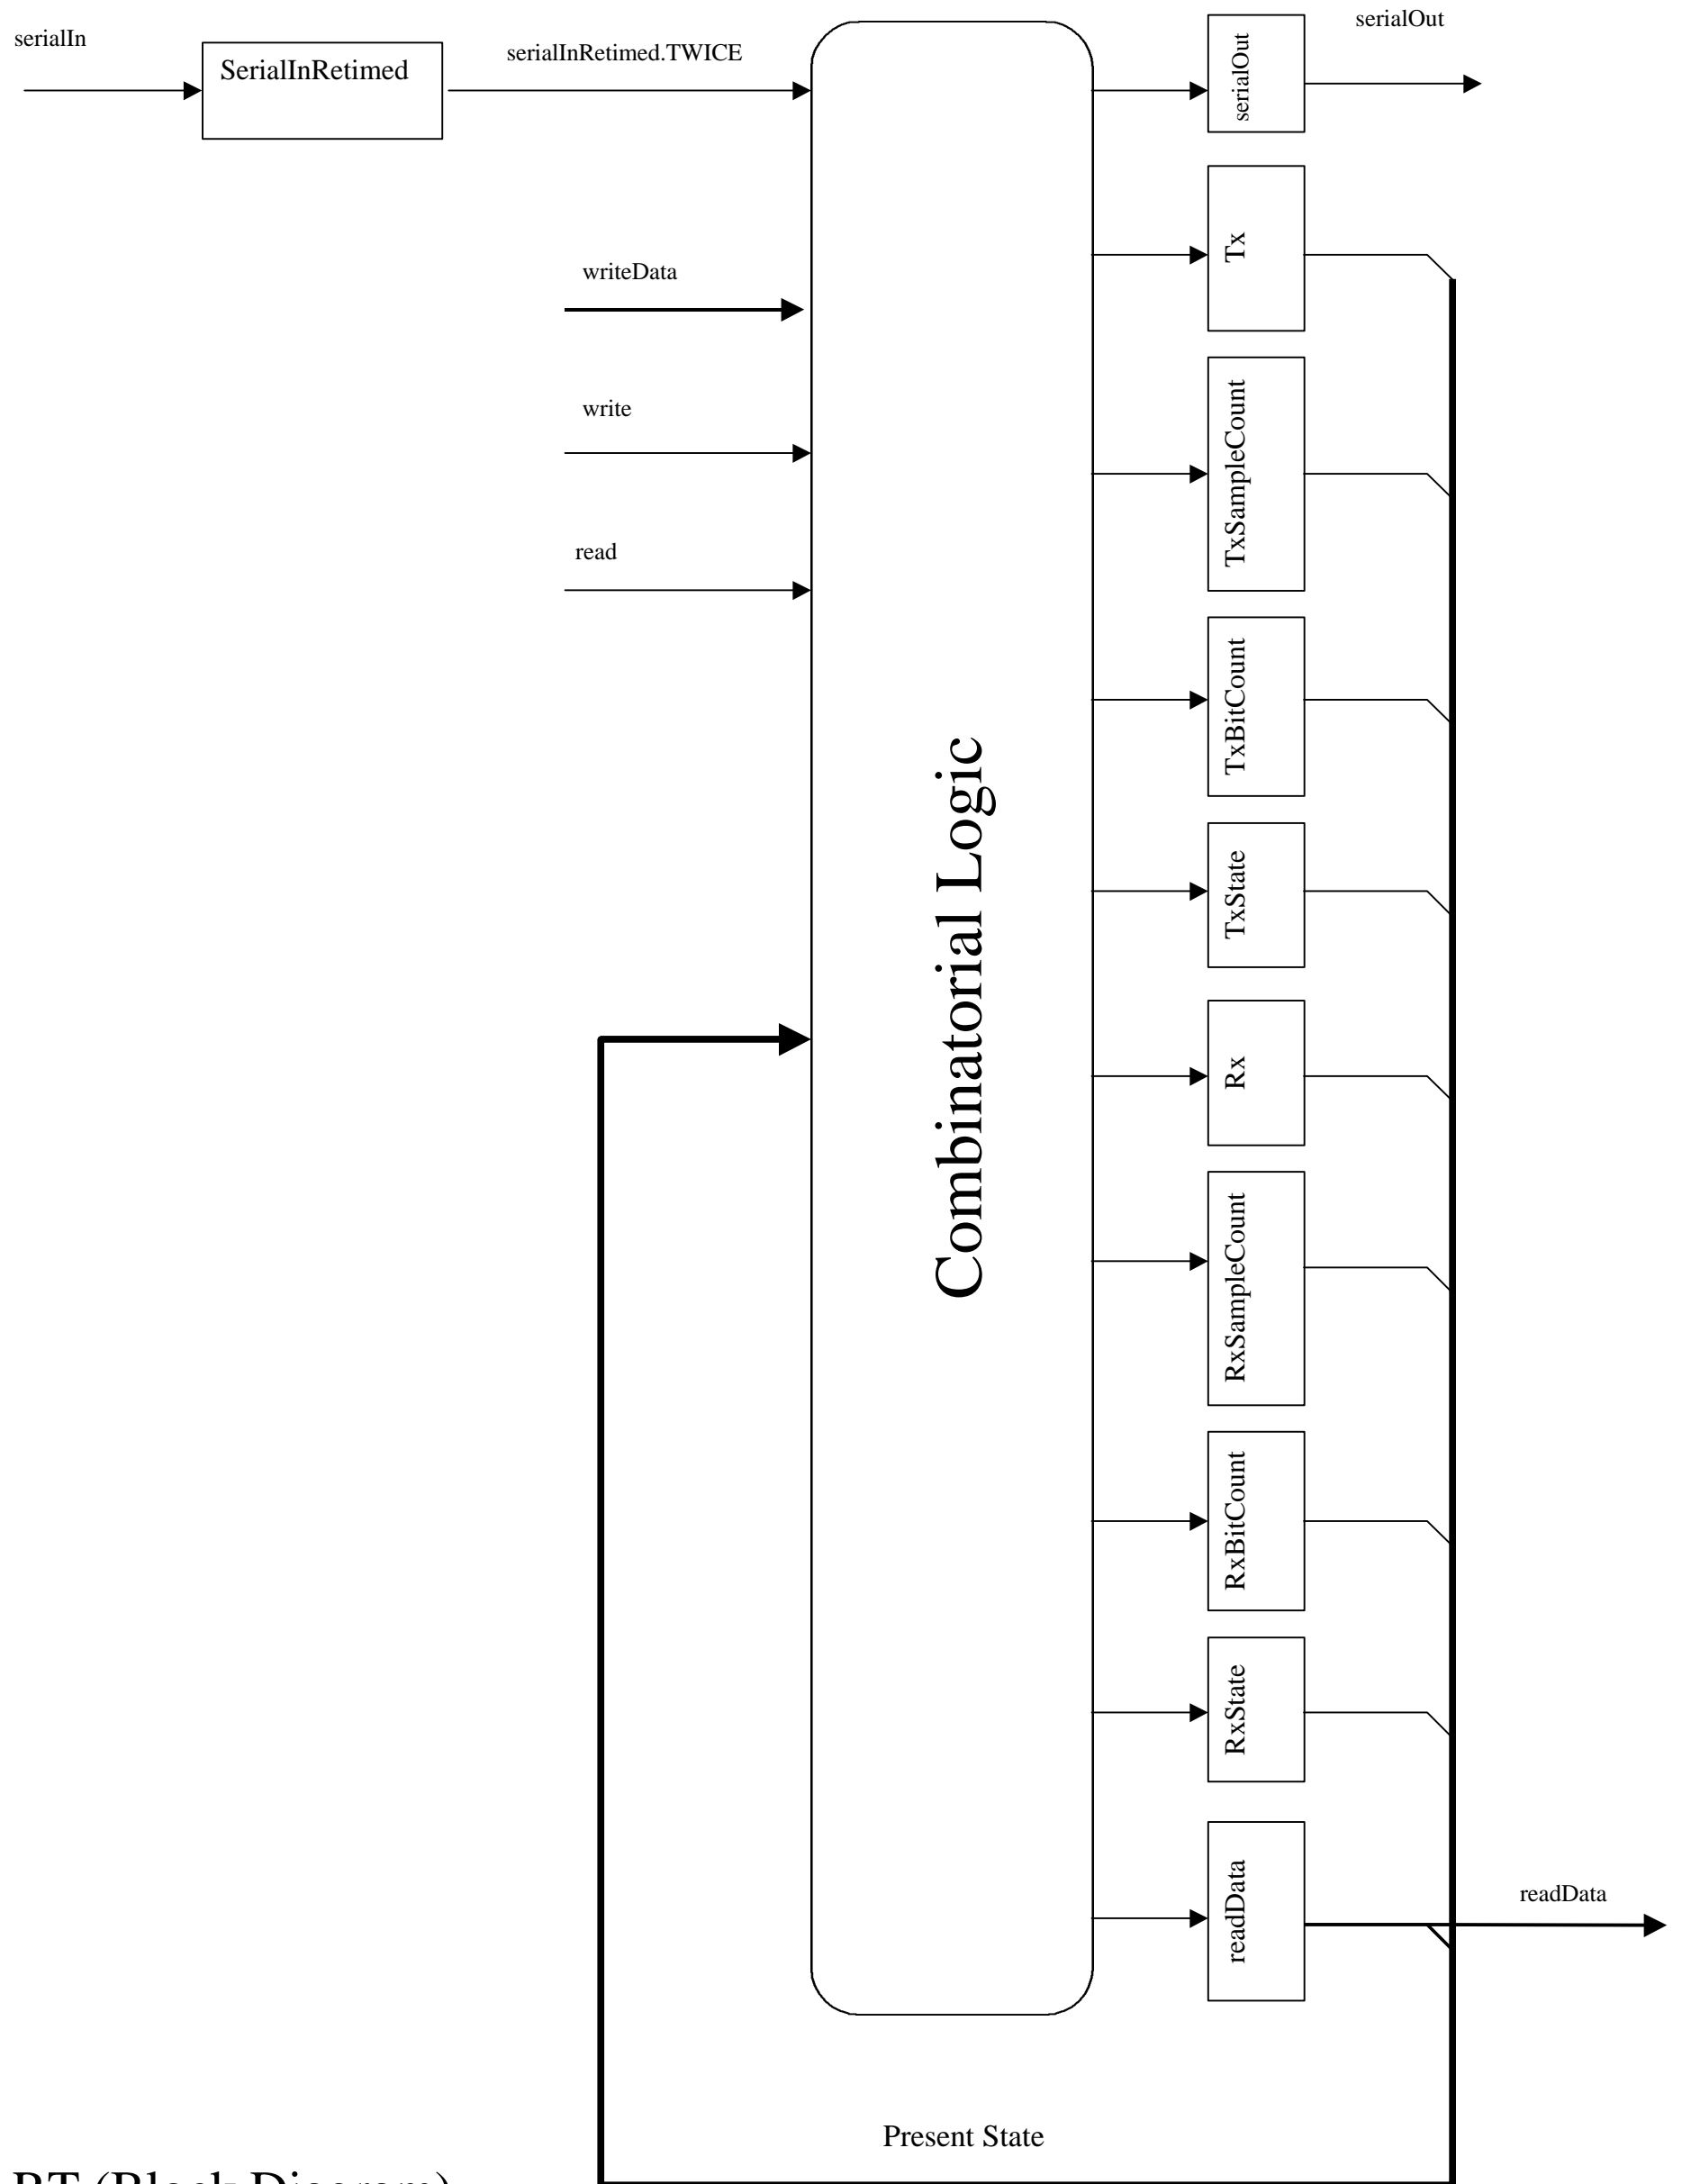 serialIn
SerialInRetimed
serialInRetimed.TWICE
serialOut
serialOut
Tx
writeData
write
read
TxSampleCount
TxBitCount
TxState
Combinatorial Logic
Rx
RxSampleCount
RxBitCount
RxState
readData
readData
Present State